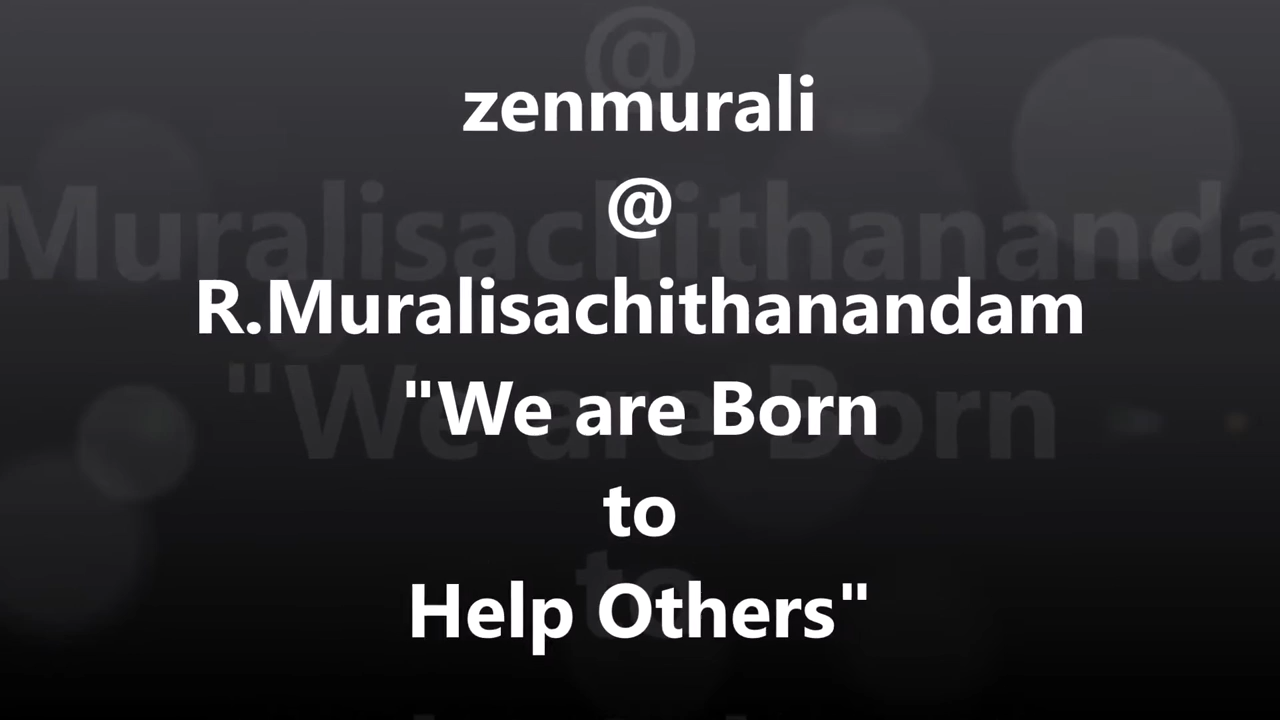 zenmurali
@
R.Muralisachithanandam
"We are Born
to
Help Others"